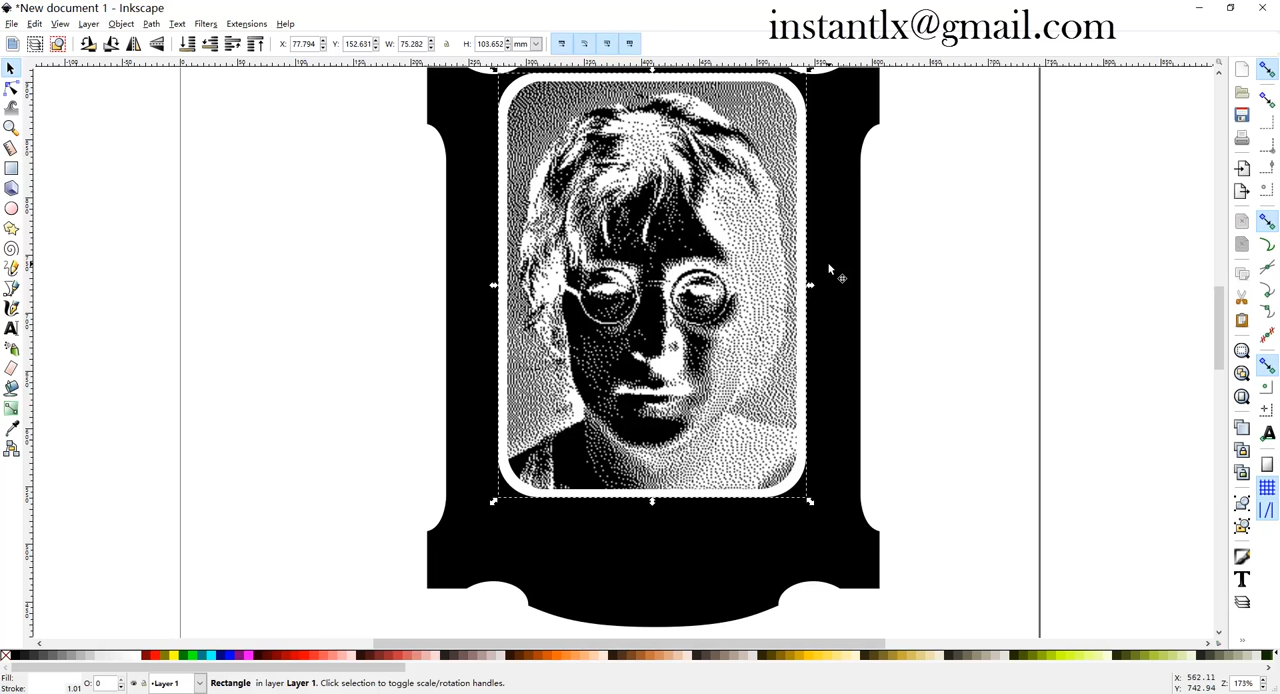 *New document 1 - Inkscape
instantlx@gmail.com
File Edit View Layer Object Path Text Filters Extensions Help
X: 77.794 Y: 152.631 W: 75.282 H: 103.652 mm
Fill:
Stroke: 1.01 O: 0 •Layer 1 Rectangle in layer Layer 1. Click selection to toggle scale/rotation handles. X: 562.11 Z: 173%
Y: 742.94